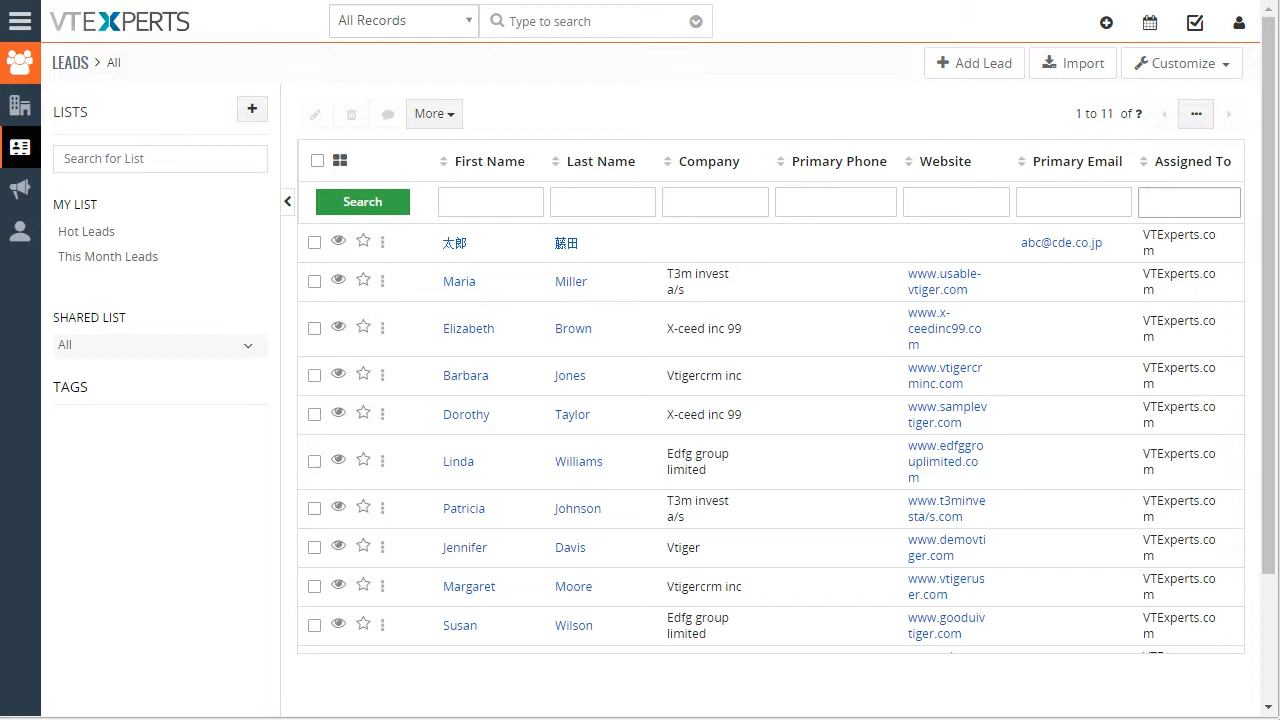 VTEXPERTS
All Records
Type to search
LEADS > All
+ Add Lead
Import
Customize
LISTS
+
Search for List
MY LIST
Hot Leads
This Month Leads
SHARED LIST
All
TAGS
More
1 to 11 of ?
First Name Last Name Company Primary Phone Website Primary Email Assigned To
Search
太郎 藤田 abc@cde.co.jp VTExperts.co
m
Maria Miller T3m invest www.usable- VTExperts.co
a/s vtiger.com m
Elizabeth Brown X-ceed inc 99 www.x- VTExperts.co
ceedinc99.co m
m
Barbara Jones Vtigercrm inc www.vtigercr VTExperts.co
minc.com m
Dorothy Taylor X-ceed inc 99 www.samplev VTExperts.co
tiger.com m
Linda Williams Edfg group www.edfggro VTExperts.co
limited uplimited.co m
m
Patricia Johnson T3m invest www.t3minve VTExperts.co
a/s sta/s.com m
Jennifer Davis Vtiger www.demovti VTExperts.co
ger.com m
Margaret Moore Vtigercrm inc www.vtigerus VTExperts.co
er.com m
Susan Wilson Edfg group www.gooduiv VTExperts.co
limited tiger.com m